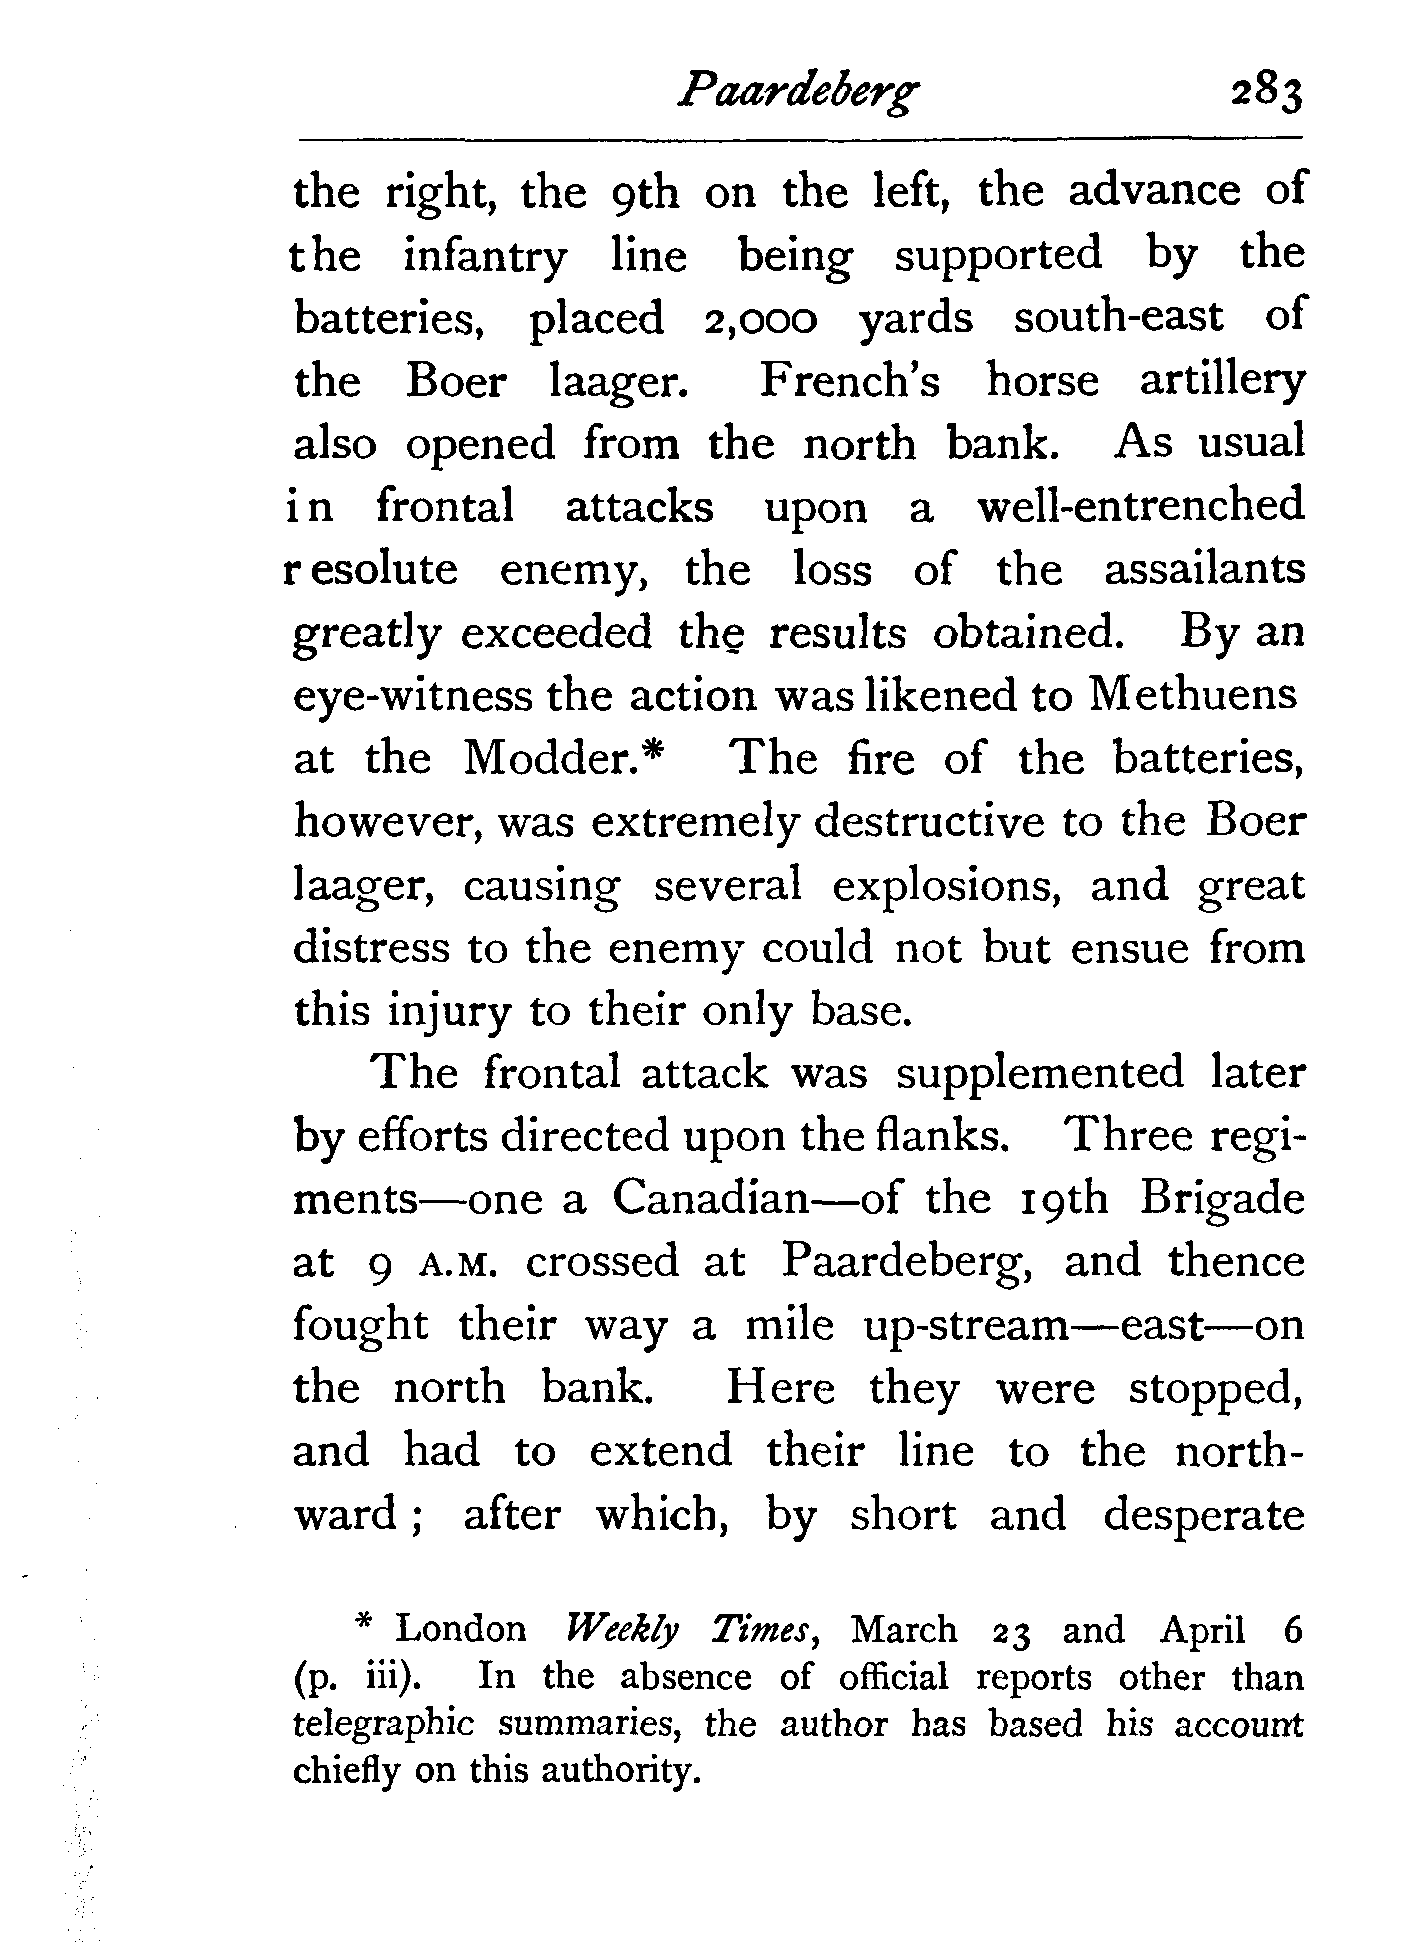 Paardeberg 283
the right, the 9th on the left, the advance of
the infantry line being supported by the
batteries, placed 2,000 yards south-east of
the Boer laager. French's horse artillery
also opened from the north bank. As usual
in frontal attacks upon a well-entrenched
resolute enemy, the loss of the assailants
greatly exceeded the results obtained. By an
eye-witness the action was likened to Methuens
at the Modder.* The fire of the batteries,
however, was extremely destructive to the Boer
laager, causing several explosions, and great
distress to the enemy could not but ensue from
this injury to their only base.
The frontal attack was supplemented later
by efforts directed upon the flanks. Three regi-
ments—one a Canadian—of the 19th Brigade
at 9 A.M. crossed at Paardeberg, and thence
fought their way a mile up-stream—east—on
the north bank. Here they were stopped,
and had to extend their line to the north-
ward ; after which, by short and desperate
* London Weekly Times, March 23 and April 6
(p. iii). In the absence of official reports other than
telegraphic summaries, the author has based his account
chiefly on this authority.